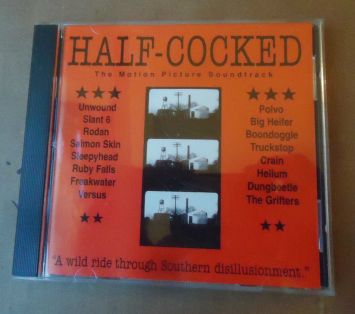 HALF-COCKED
The Motion Picture Soundtrack
★★★
★★★
Unwound
Slant 6
Rodan
Salmon Skin
Sleepyhead
Ruby Falls
Freakwater
Versus
★★
Polvo
Big Heifer
Boondoggle
Truckstop
Crain
Helium
Dungbeetle
The Grifters
★★
"A wild ride through Southern disillusionment."